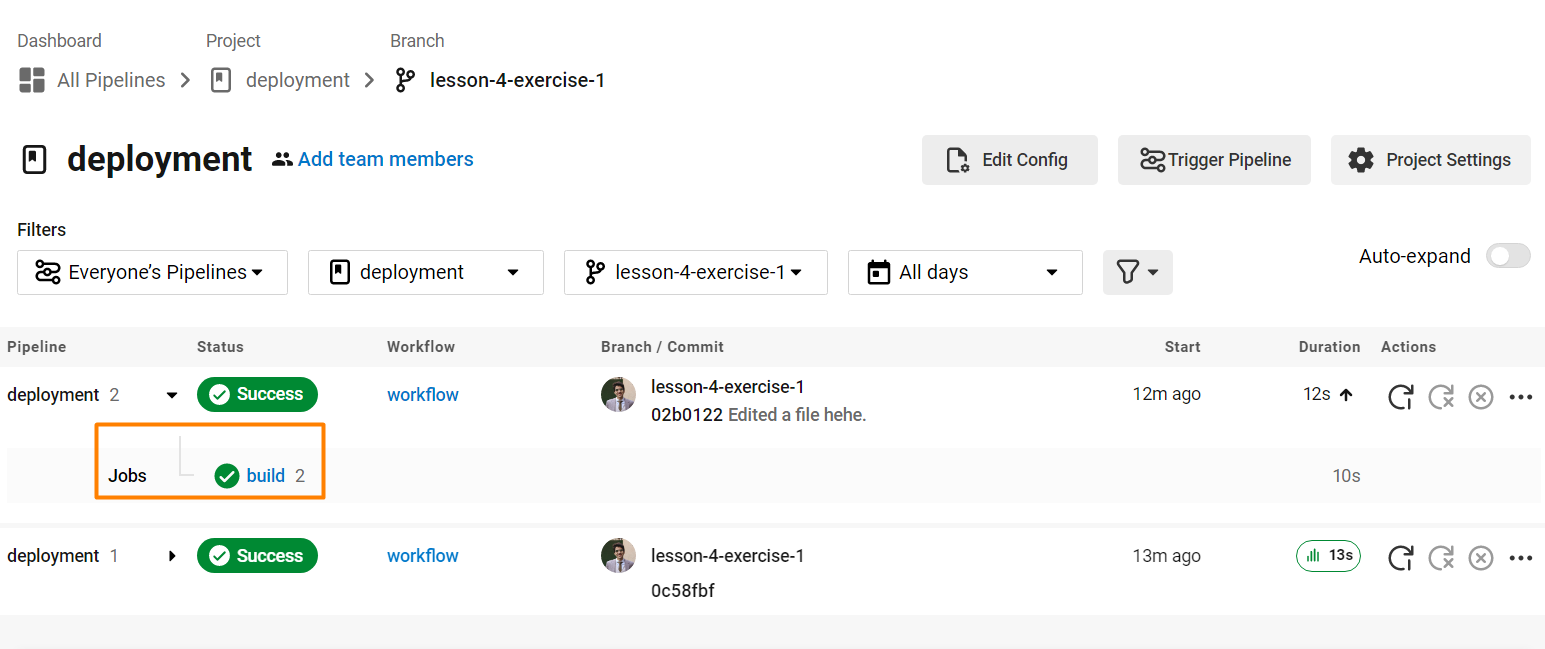 Dashboard Project Branch
All Pipelines deployment lesson-4-exercise-1
deployment Add team members Edit Config Trigger Pipeline Project Settings
Filters
Everyone’s Pipelines deployment lesson-4-exercise-1 All days Auto-expand
Pipeline Status Workflow Branch / Commit Start Duration Actions
deployment 2 Success workflow lesson-4-exercise-1 12m ago 12s
02b0122 Edited a file hehe.
Jobs build 2 10s
deployment 1 Success workflow lesson-4-exercise-1 13m ago 13s
0c58fbf